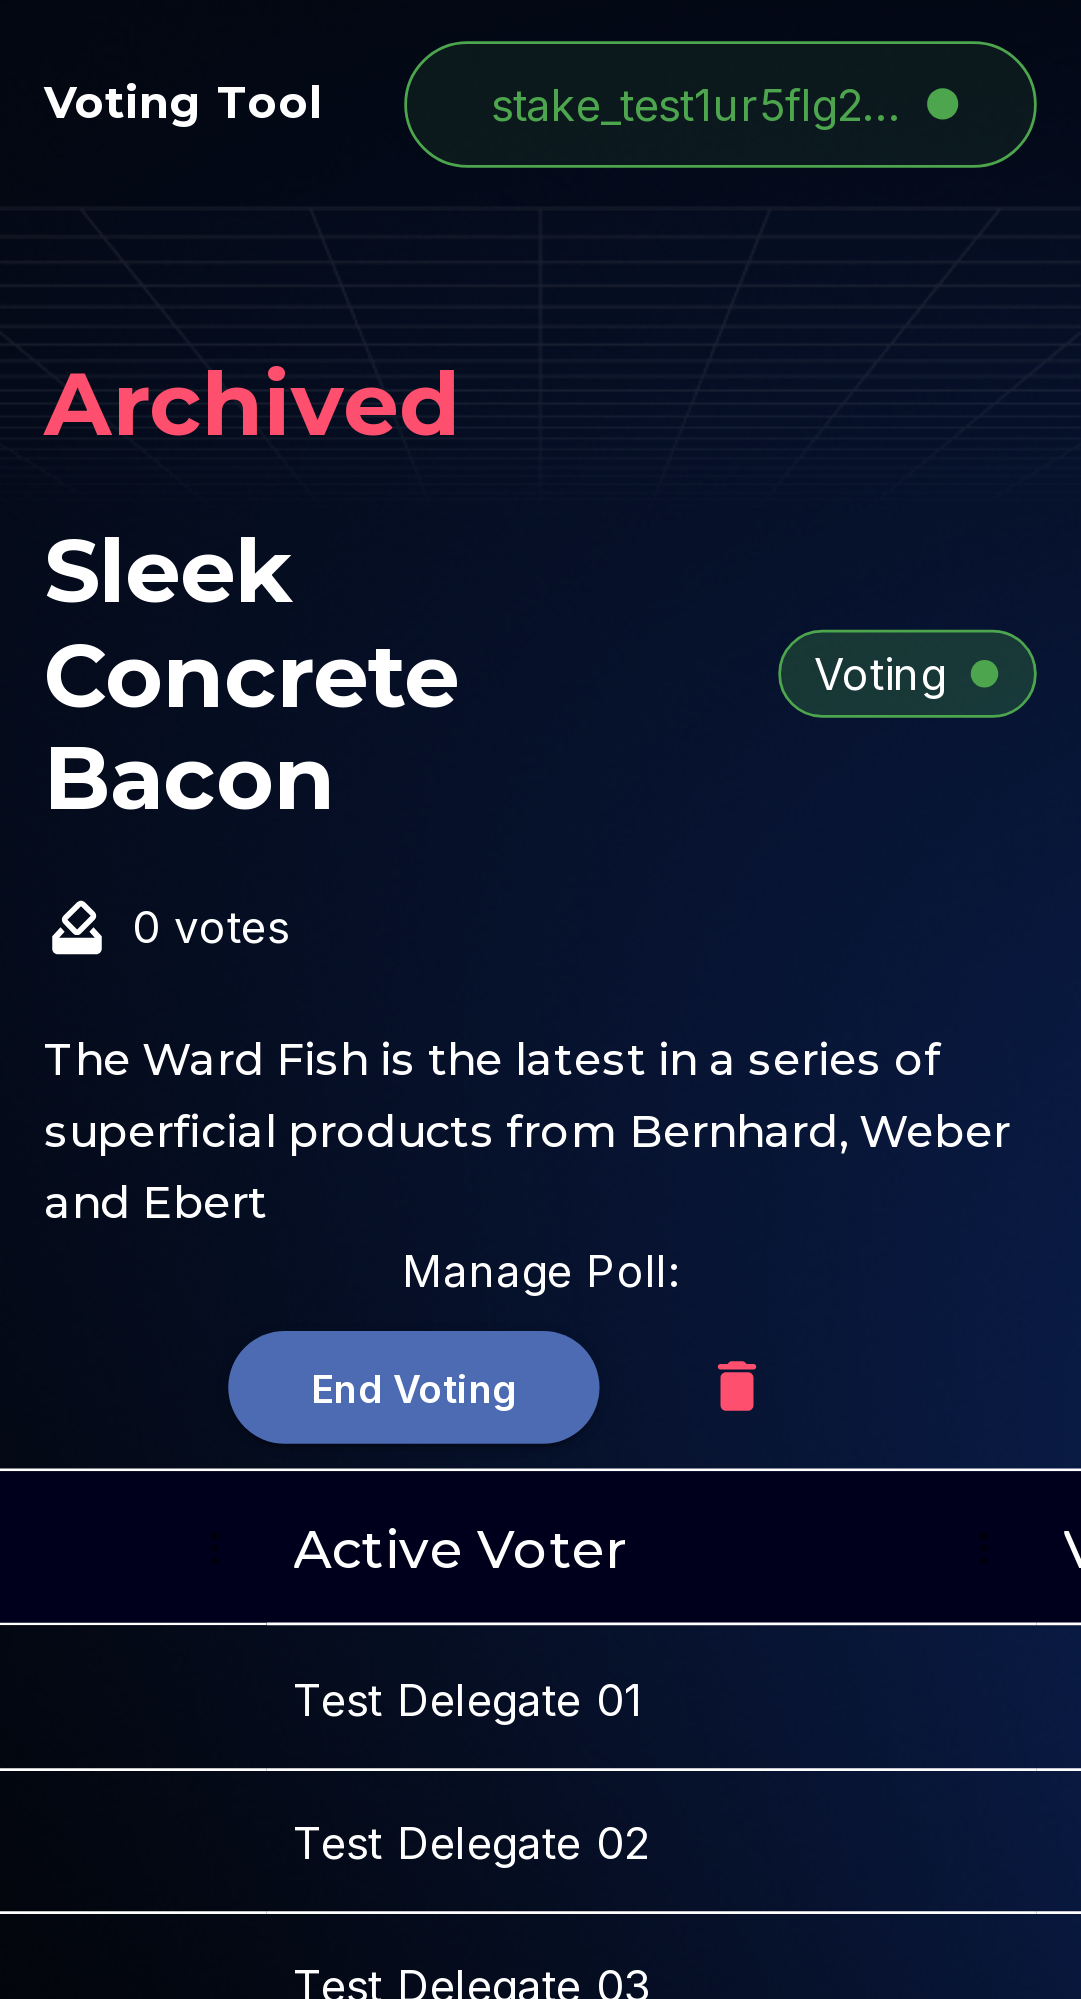 Voting Tool
stake_test1ur5flg2...
Archived
Sleek
Concrete
Bacon
Voting
0 votes
The Ward Fish is the latest in a series of
superficial products from Bernhard, Weber
and Ebert
Manage Poll:
End Voting
Active Voter
Test Delegate 01
Test Delegate 02
Test Delegate 03